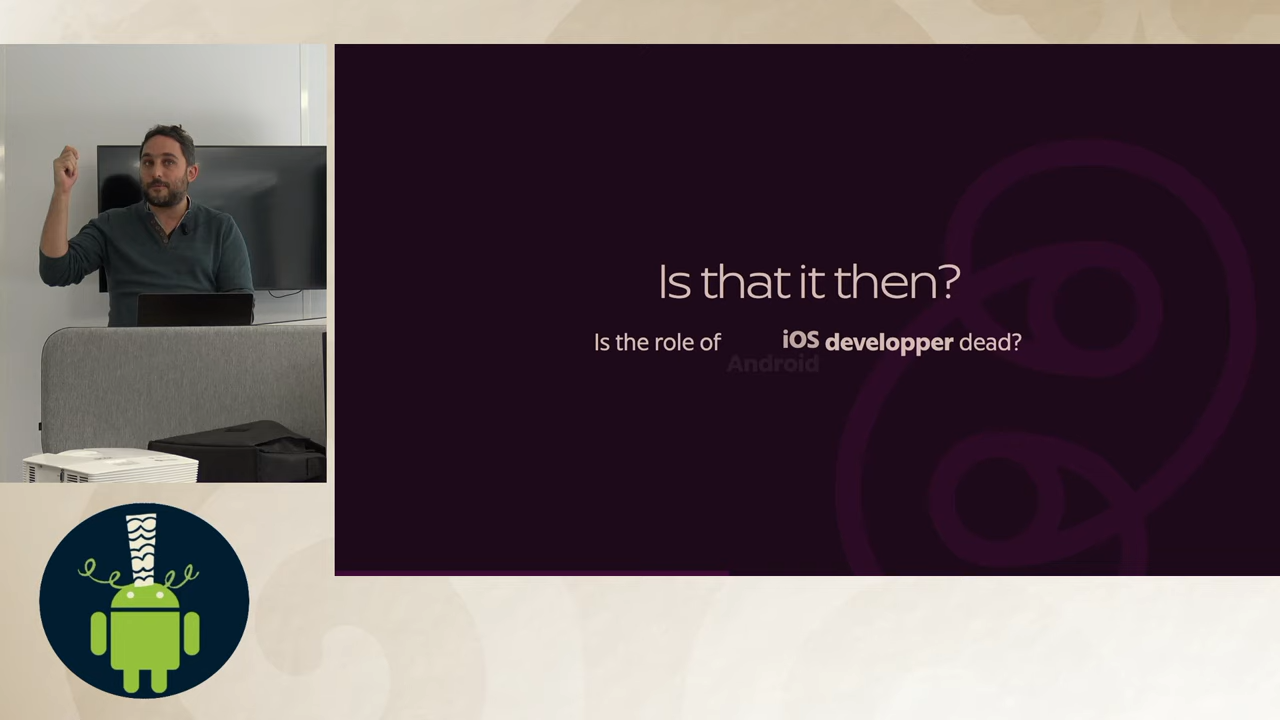 Is that it then?
Is the role of iOS developper dead?
Android